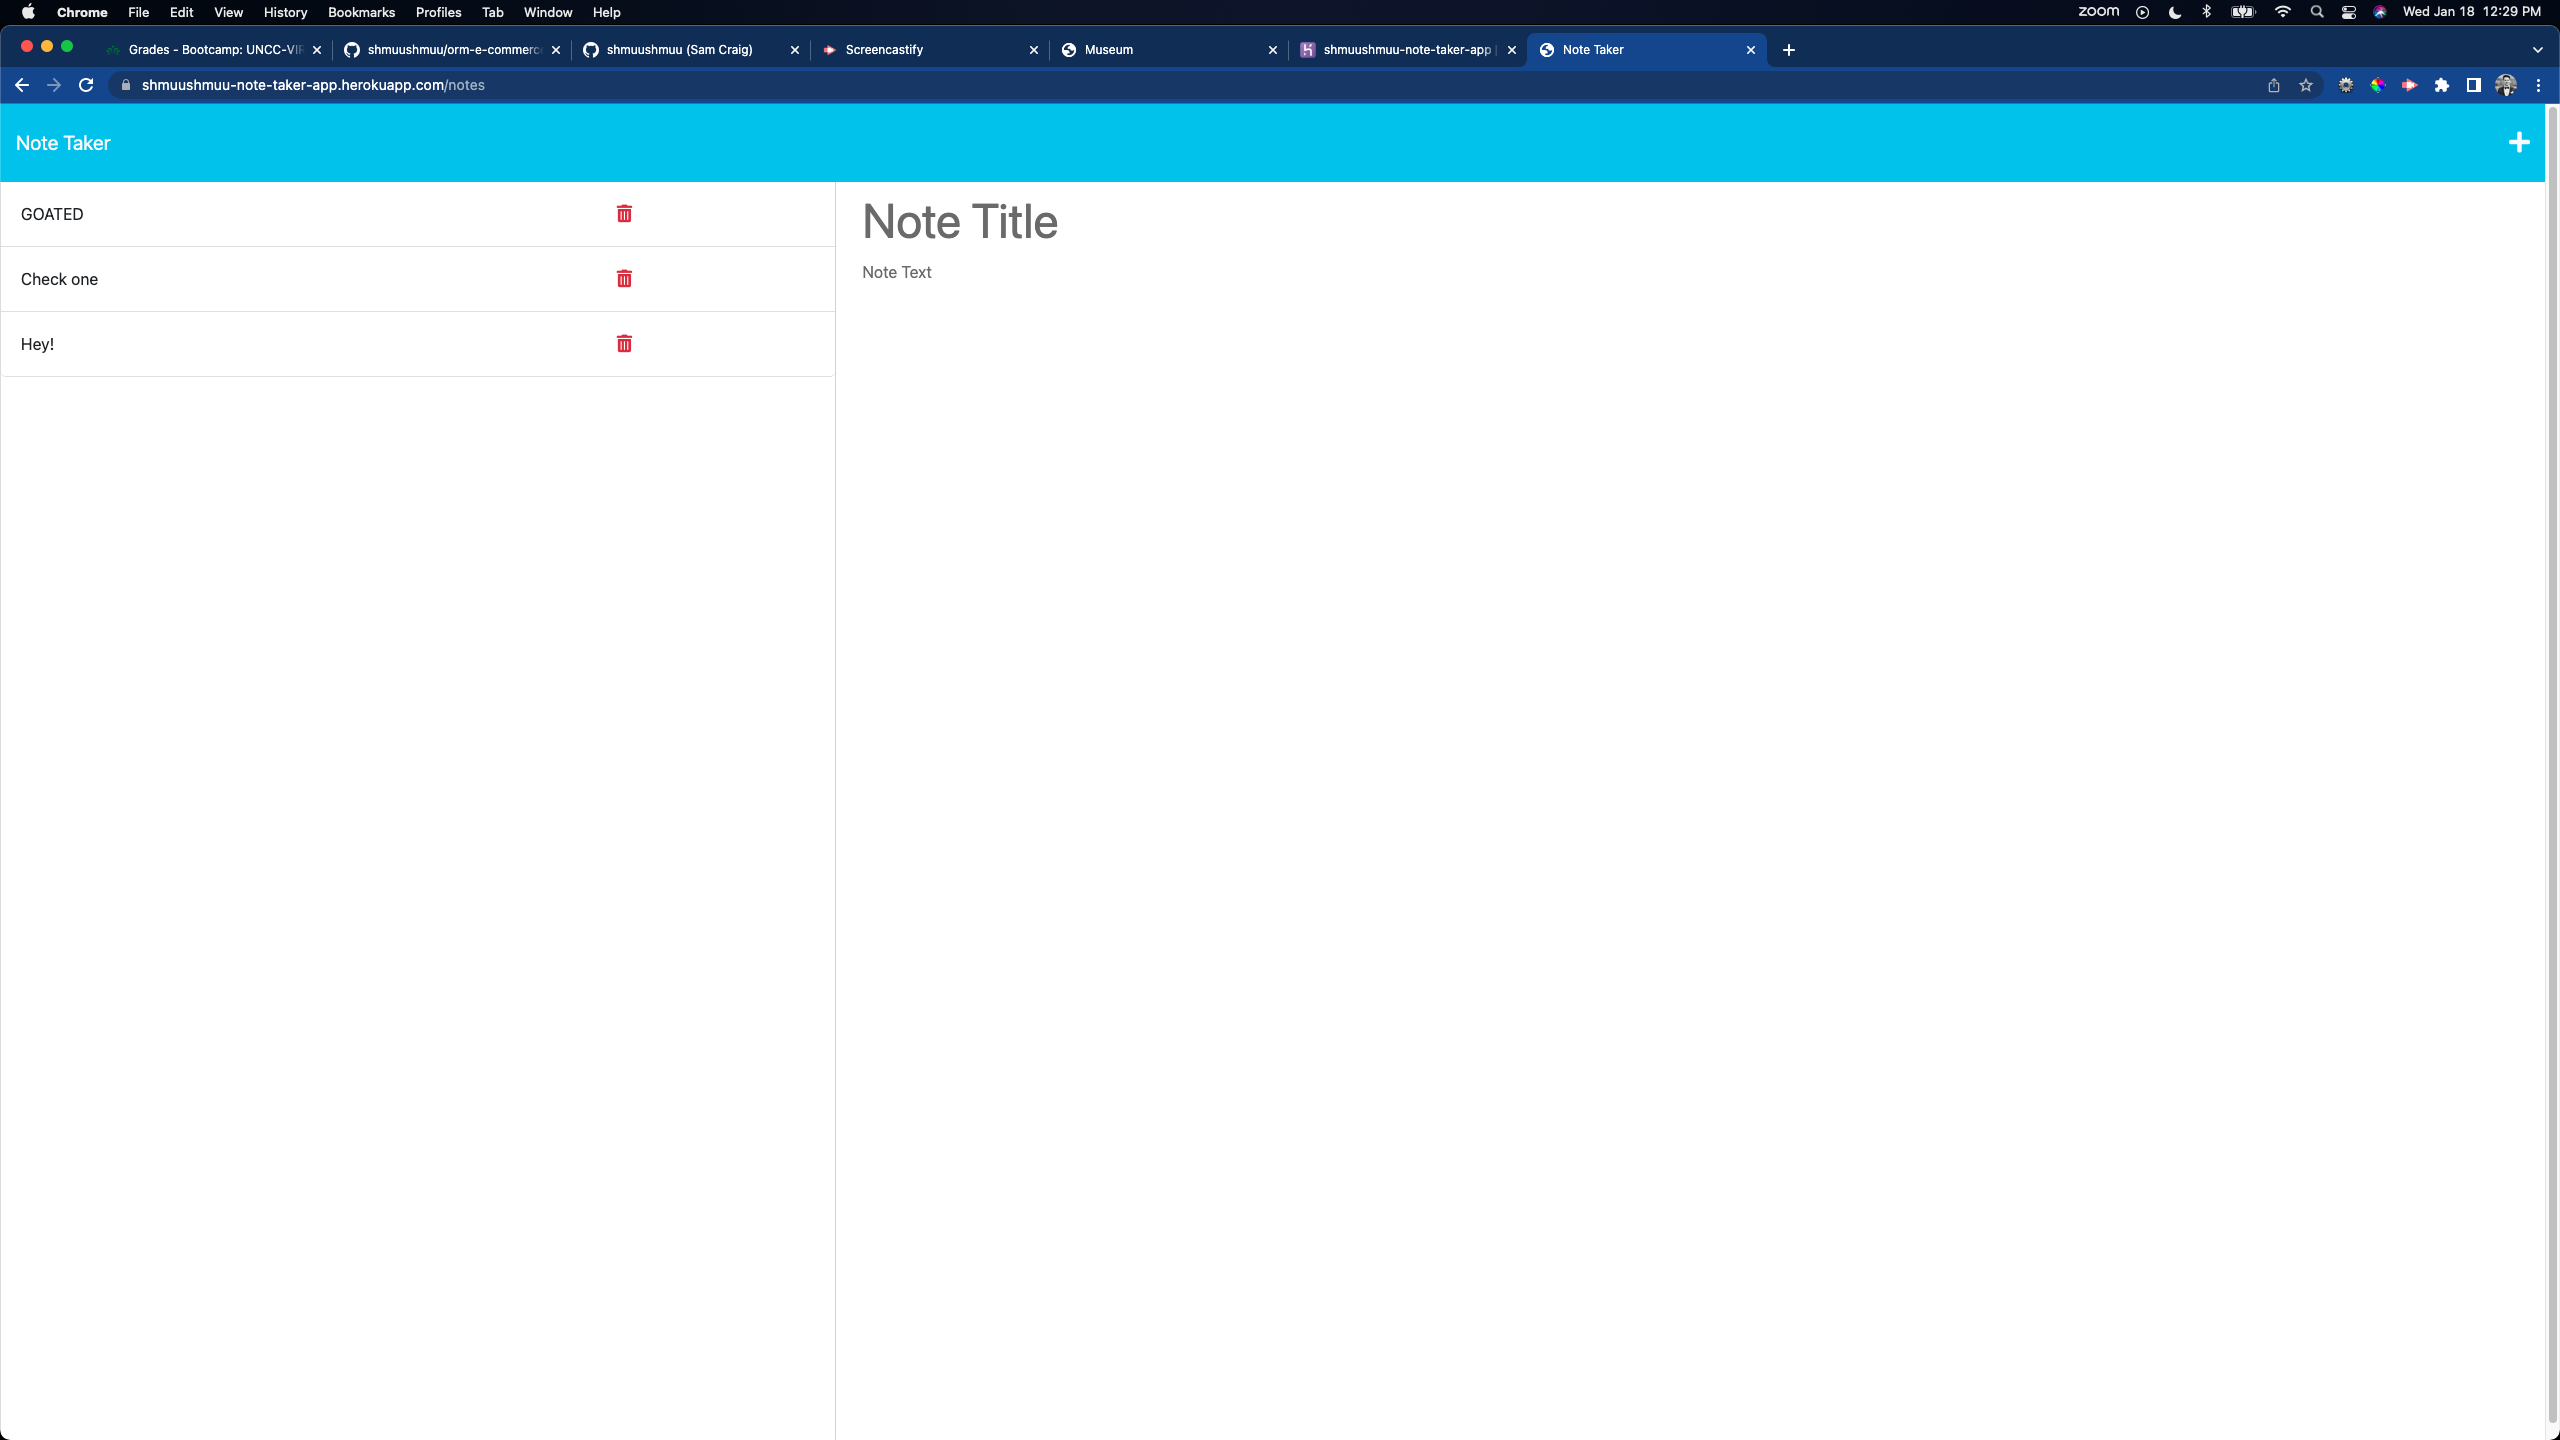 Chrome File Edit View History Bookmarks Profiles Tab Window Help zoom Wed Jan 18 12:29 PM
Grades - Bootcamp: UNCC-VIR shmuushmuu/orm-e-commerc shmuushmuu (Sam Craig) Screencastify Museum shmuushmuu-note-taker-app Note Taker
shmuushmuu-note-taker-app.herokuapp.com/notes
Note Taker
GOATED
Check one
Hey!
Note Title
Note Text